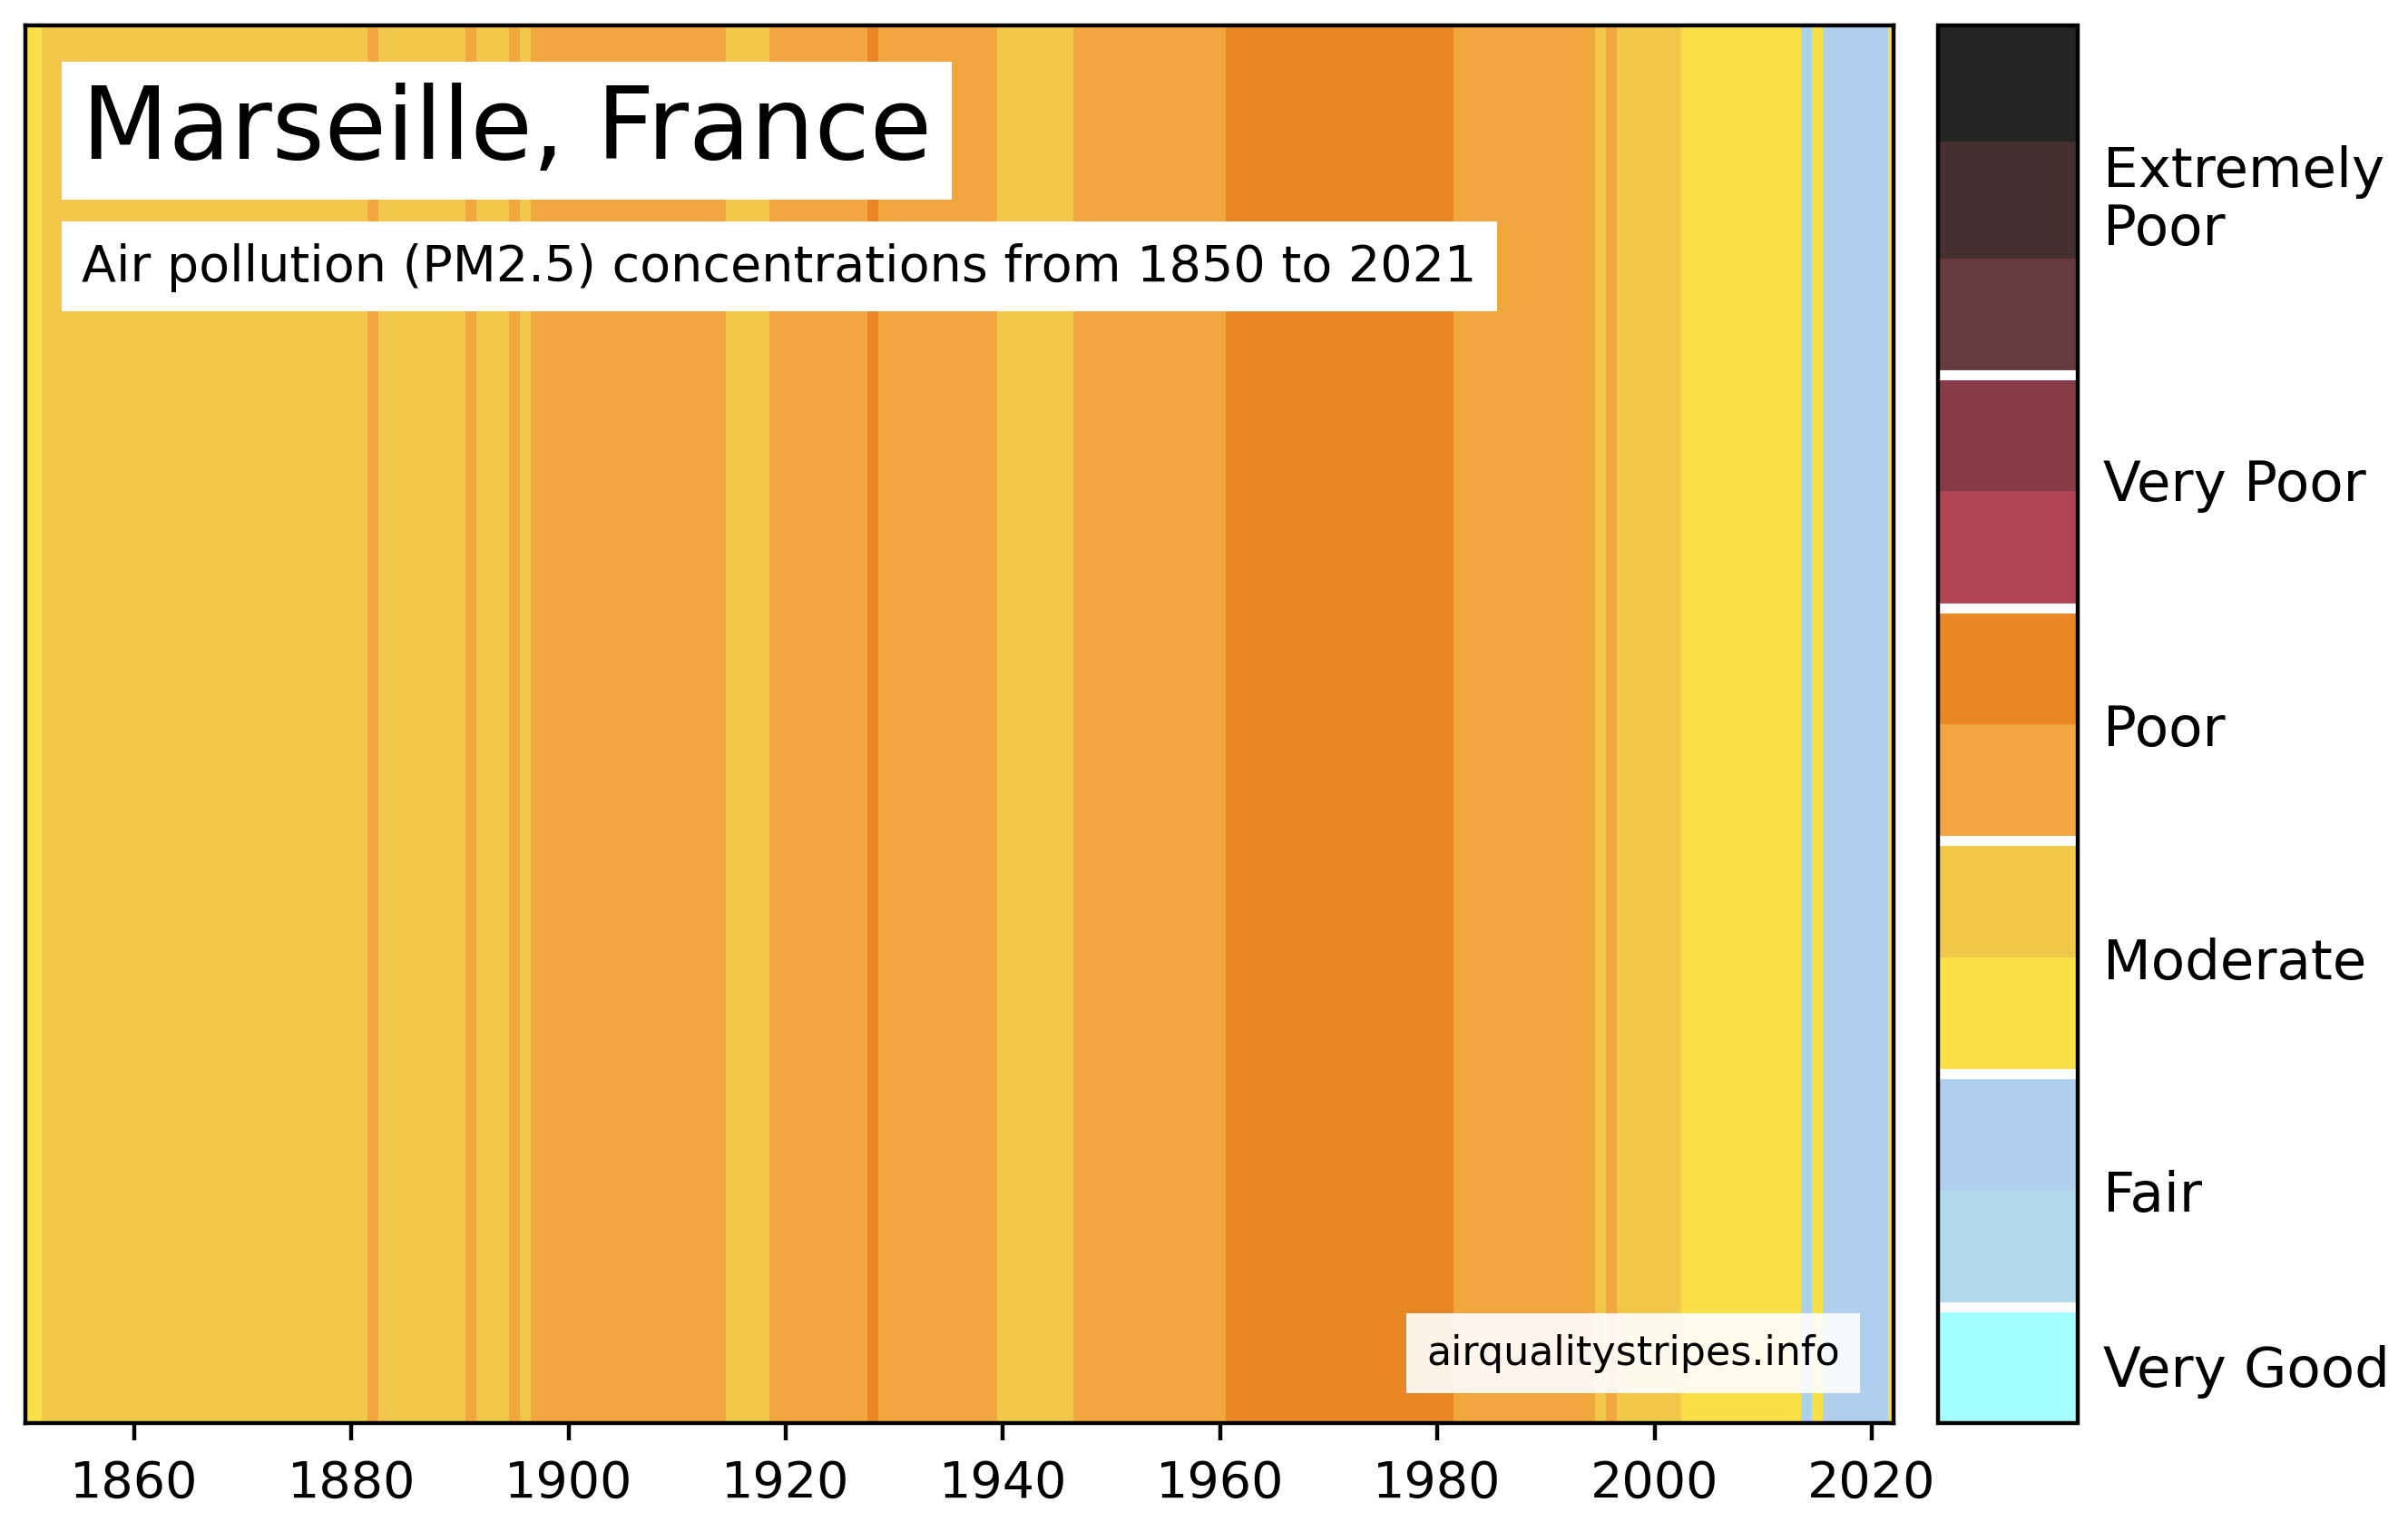 Marseille, France
Air pollution (PM2.5) concentrations from 1850 to 2021
airqualitystripes.info
1860 1880 1900 1920 1940 1960 1980 2000 2020
Extremely
Poor
Very Poor
Poor
Moderate
Fair
Very Good